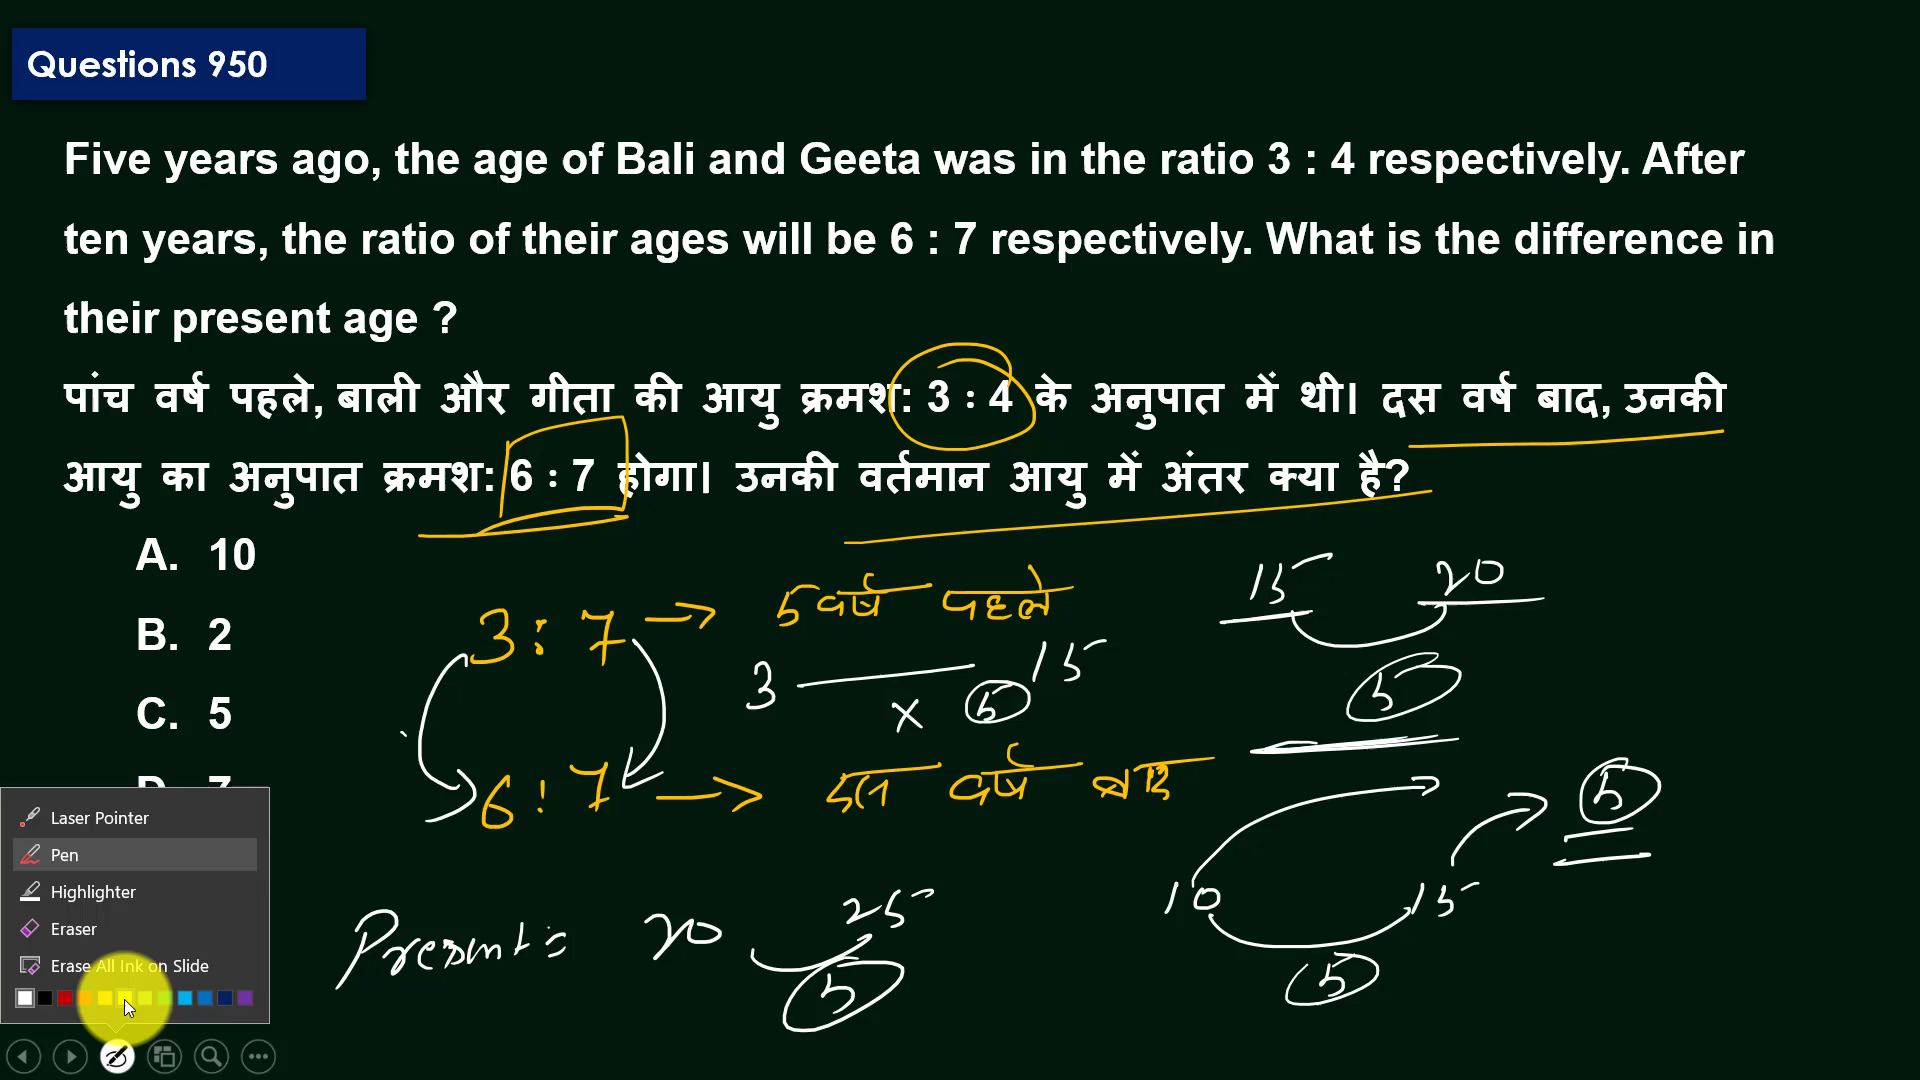 Questions 950
Five years ago, the age of Bali and Geeta was in the ratio 3 : 4 respectively. After
ten years, the ratio of their ages will be 6 : 7 respectively. What is the difference in
their present age ?
पांच वर्ष पहले, बाली और गीता की आयु क्रमश: 3 : 4 के अनुपात में थी। दस वर्ष बाद, उनकी
आयु का अनुपात क्रमश: 6 : 7 होगा। उनकी वर्तमान आयु में अंतर क्या है?
A. 10
B. 2
C. 5
15 20
3 : 7 → 5 वर्ष पहले
3 15
× 5
5
6 : 7 → दस वर्ष बाद
5
10 15
5
Present = 20 25
5
Laser Pointer
Pen
Highlighter
Eraser
Erase All Ink on Slide